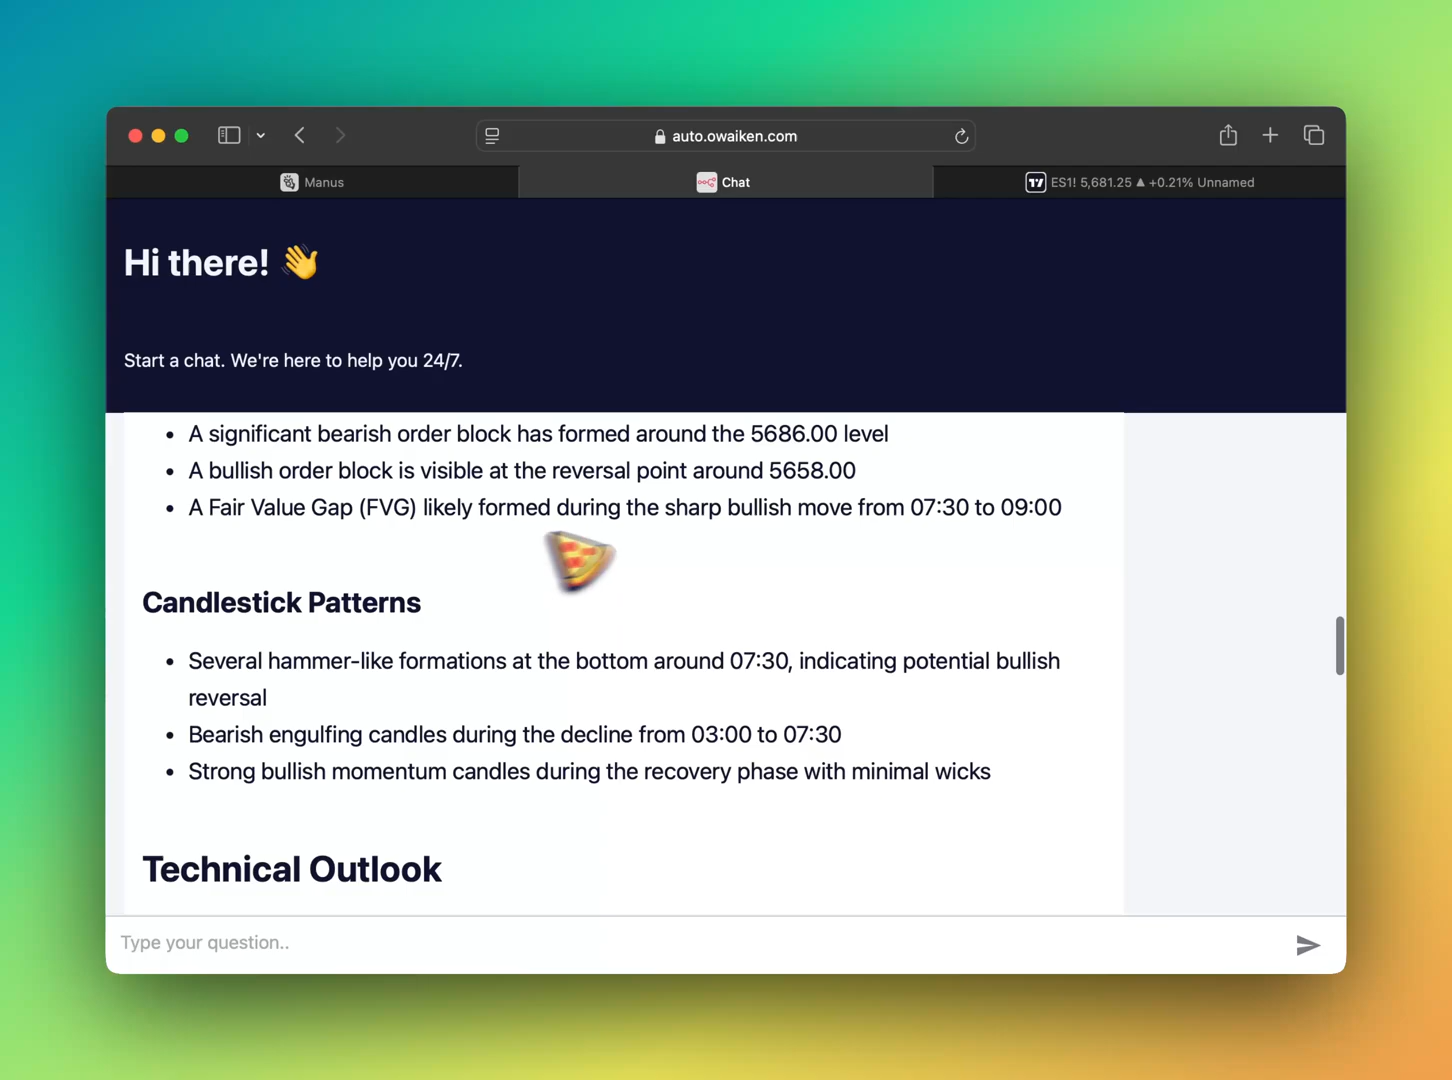 auto.owaiken.com
Manus
Chat
ES1! 5,681.25 ▲ +0.21% Unnamed
Hi there! 👋
Start a chat. We're here to help you 24/7.
• A significant bearish order block has formed around the 5686.00 level
• A bullish order block is visible at the reversal point around 5658.00
• A Fair Value Gap (FVG) likely formed during the sharp bullish move from 07:30 to 09:00
Candlestick Patterns
• Several hammer-like formations at the bottom around 07:30, indicating potential bullish
reversal
• Bearish engulfing candles during the decline from 03:00 to 07:30
• Strong bullish momentum candles during the recovery phase with minimal wicks
Technical Outlook
Type your question..